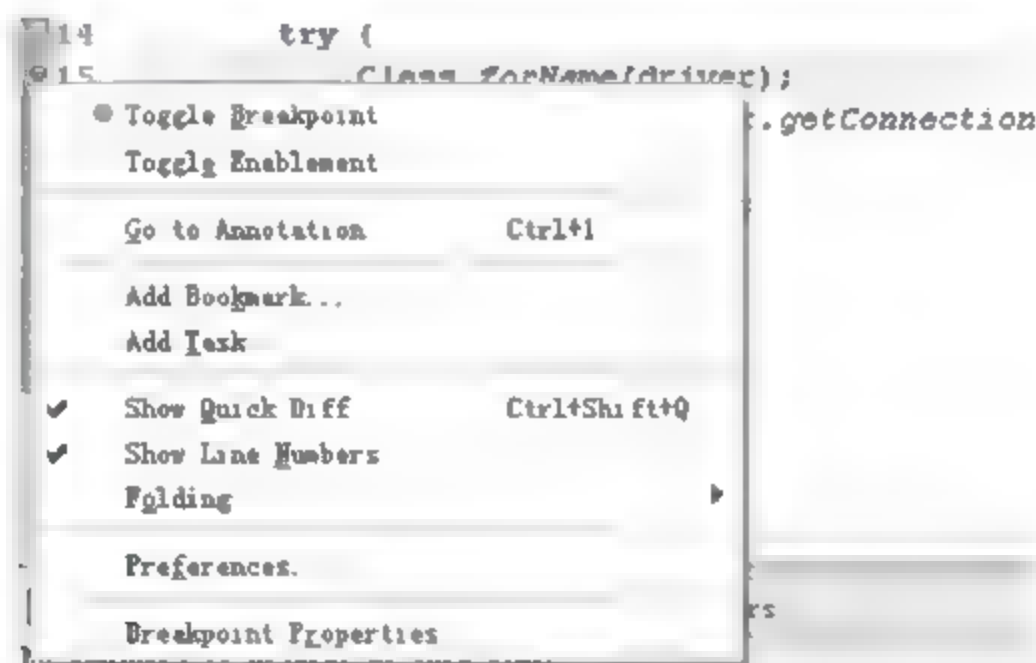 14 try {
15 Class forName(driver);
Toggle Breakpoint
.getConnection
Toggle Enablement
Go to Annotation Ctrl+1
Add Bookmark...
Add Task
Show Quick Diff Ctrl+Shift+Q
Show Line Numbers
Folding
Preferences.
rs
Breakpoint Properties